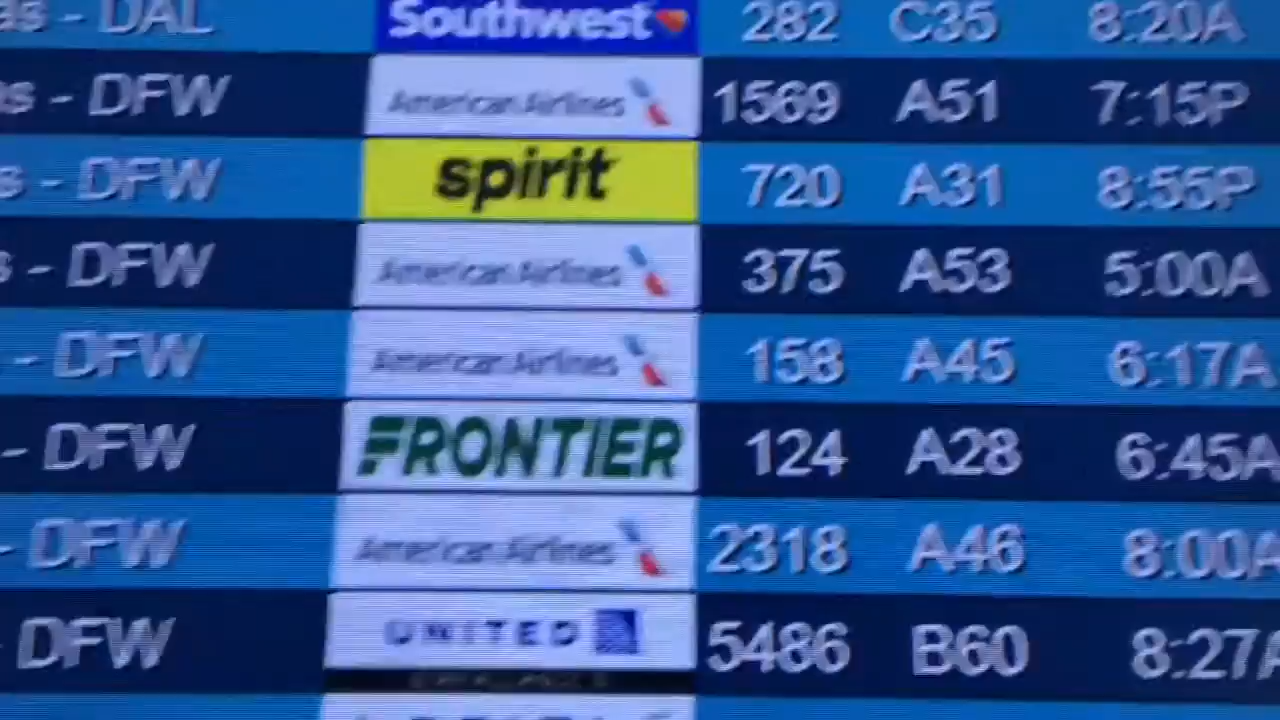 as - DAL Southwest 282 C35 8:20A
as - DFW American Airlines 1569 A51 7:15P
s - DFW spirit 720 A31 8:55P
s - DFW American Airlines 375 A53 5:00A
- DFW American Airlines 158 A45 6:17A
- DFW FRONTIER 124 A28 6:45A
- DFW American Airlines 2318 A46 8:00A
DFW UNITED 5486 B60 8:27A